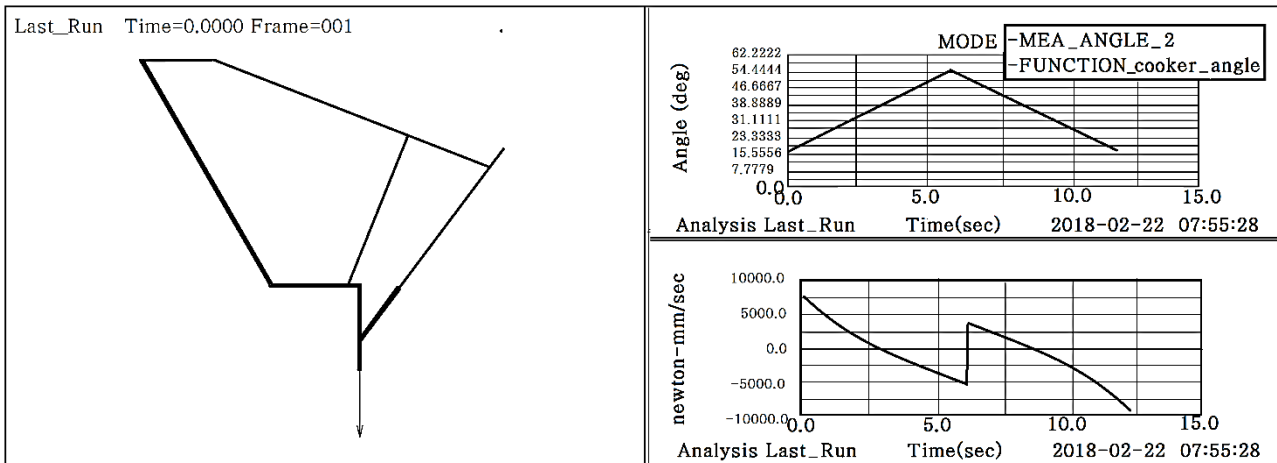 Last_Run Time=0.0000 Frame=001
MODE
-MEA_ANGLE_2
-FUNCTION_cooker_angle
Angle (deg)
62.2222
54.4444
46.6667
38.8889
31.1111
23.3333
15.5556
7.7779
0.0
0.0 5.0 10.0 15.0
Analysis Last_Run Time(sec) 2018-02-22 07:55:28
newton-mm/sec
10000.0
5000.0
0.0
-5000.0
-10000.0
0.0 5.0 10.0 15.0
Analysis Last_Run Time(sec) 2018-02-22 07:55:28